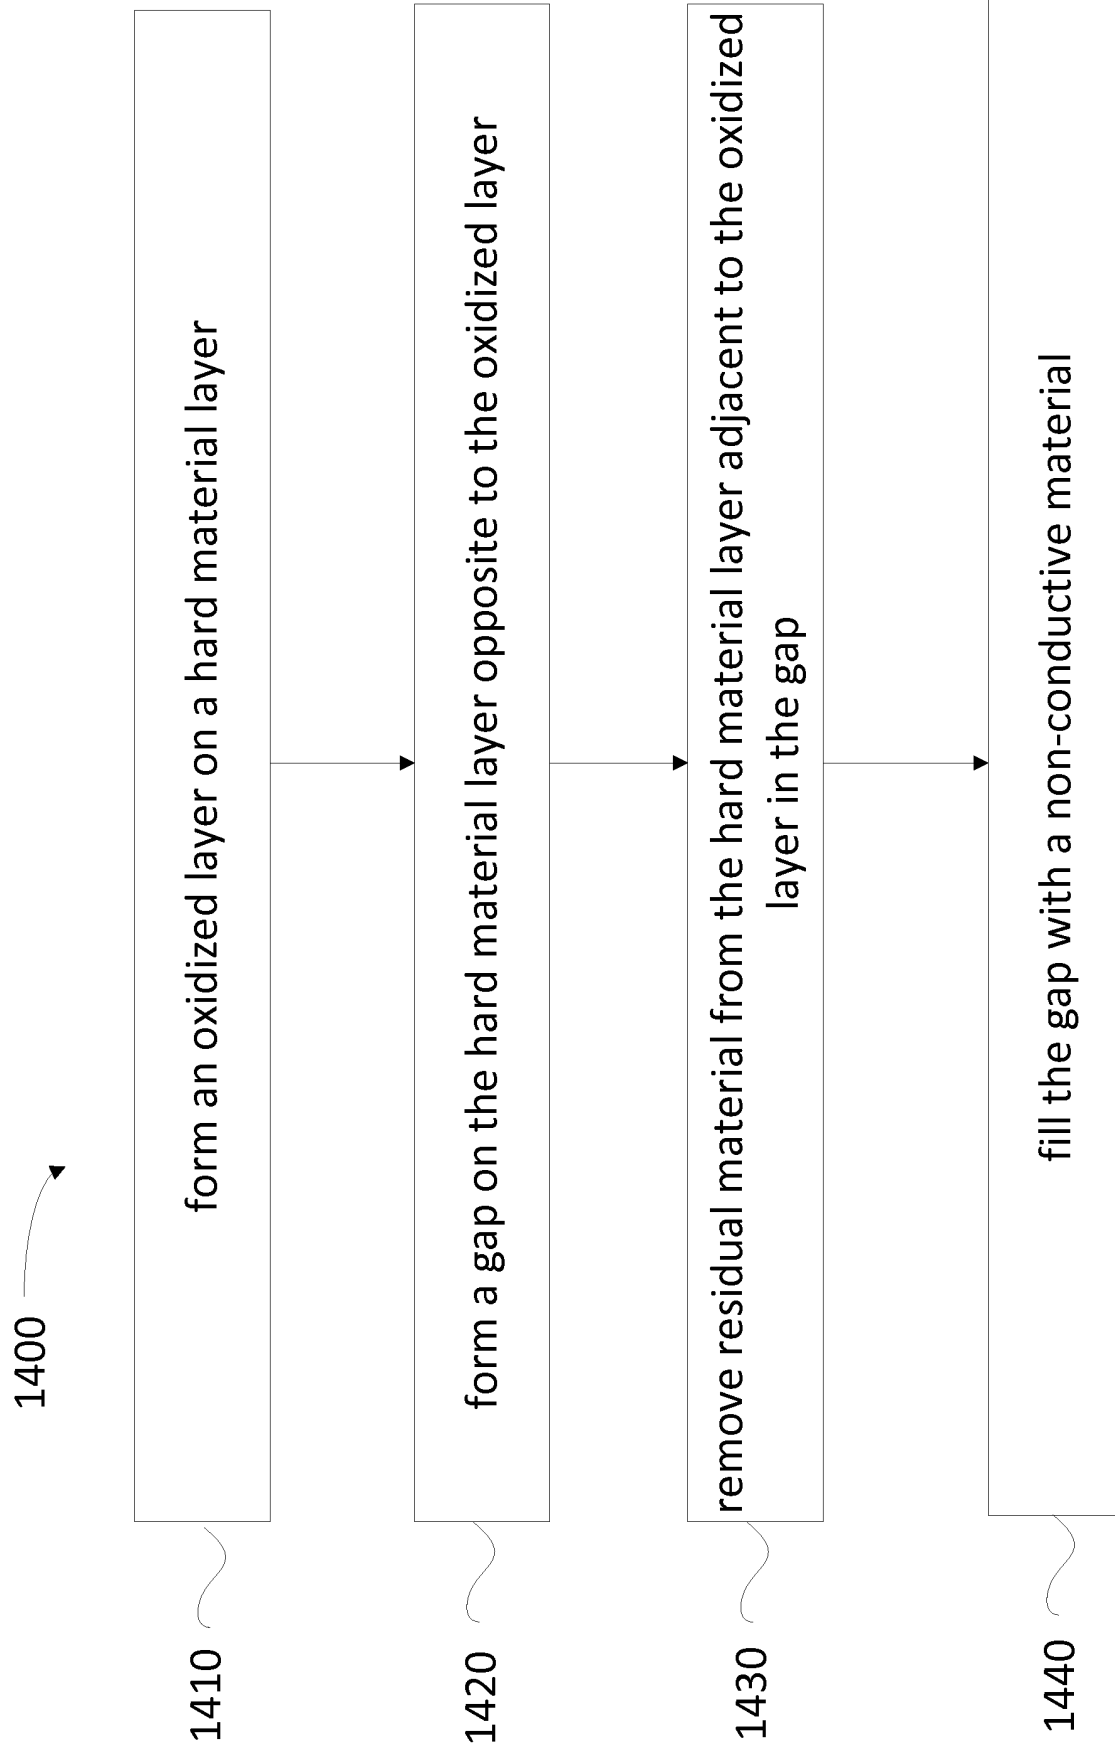 1400
1410
form an oxidized layer on a hard material layer
1420
form a gap on the hard material layer opposite to the oxidized layer
1430
remove residual material from the hard material layer adjacent to the oxidized
layer in the gap
1440
fill the gap with a non-conductive material